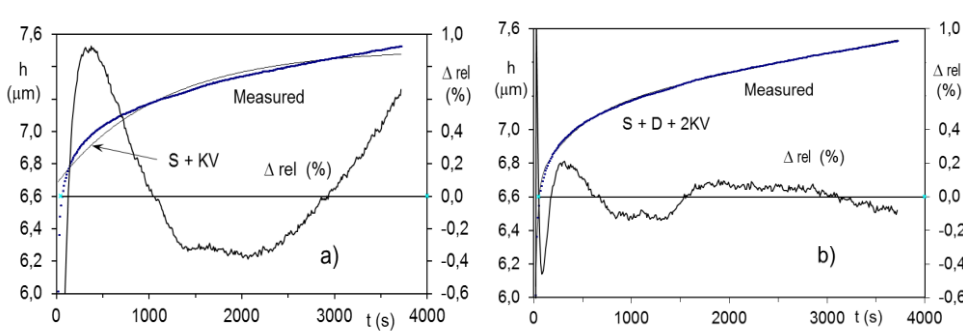 7,6
h
(μm)
7,0
6,8
6,6
6,4
6,2
6,0
0
1000
2000
3000
4000
t (s)
1,0
Δ rel
(%)
0,4
0,2
0,0
-0,2
-0,4
-0,6
Measured
S + KV
Δ rel (%)
a)
7,6
h
(μm)
7,0
6,8
6,6
6,4
6,2
6,0
0
1000
2000
3000
4000
t (s)
1,0
Δ rel
(%)
0,4
0,2
0,0
-0,2
-0,4
-0,6
Measured
S + D + 2KV
Δ rel (%)
b)